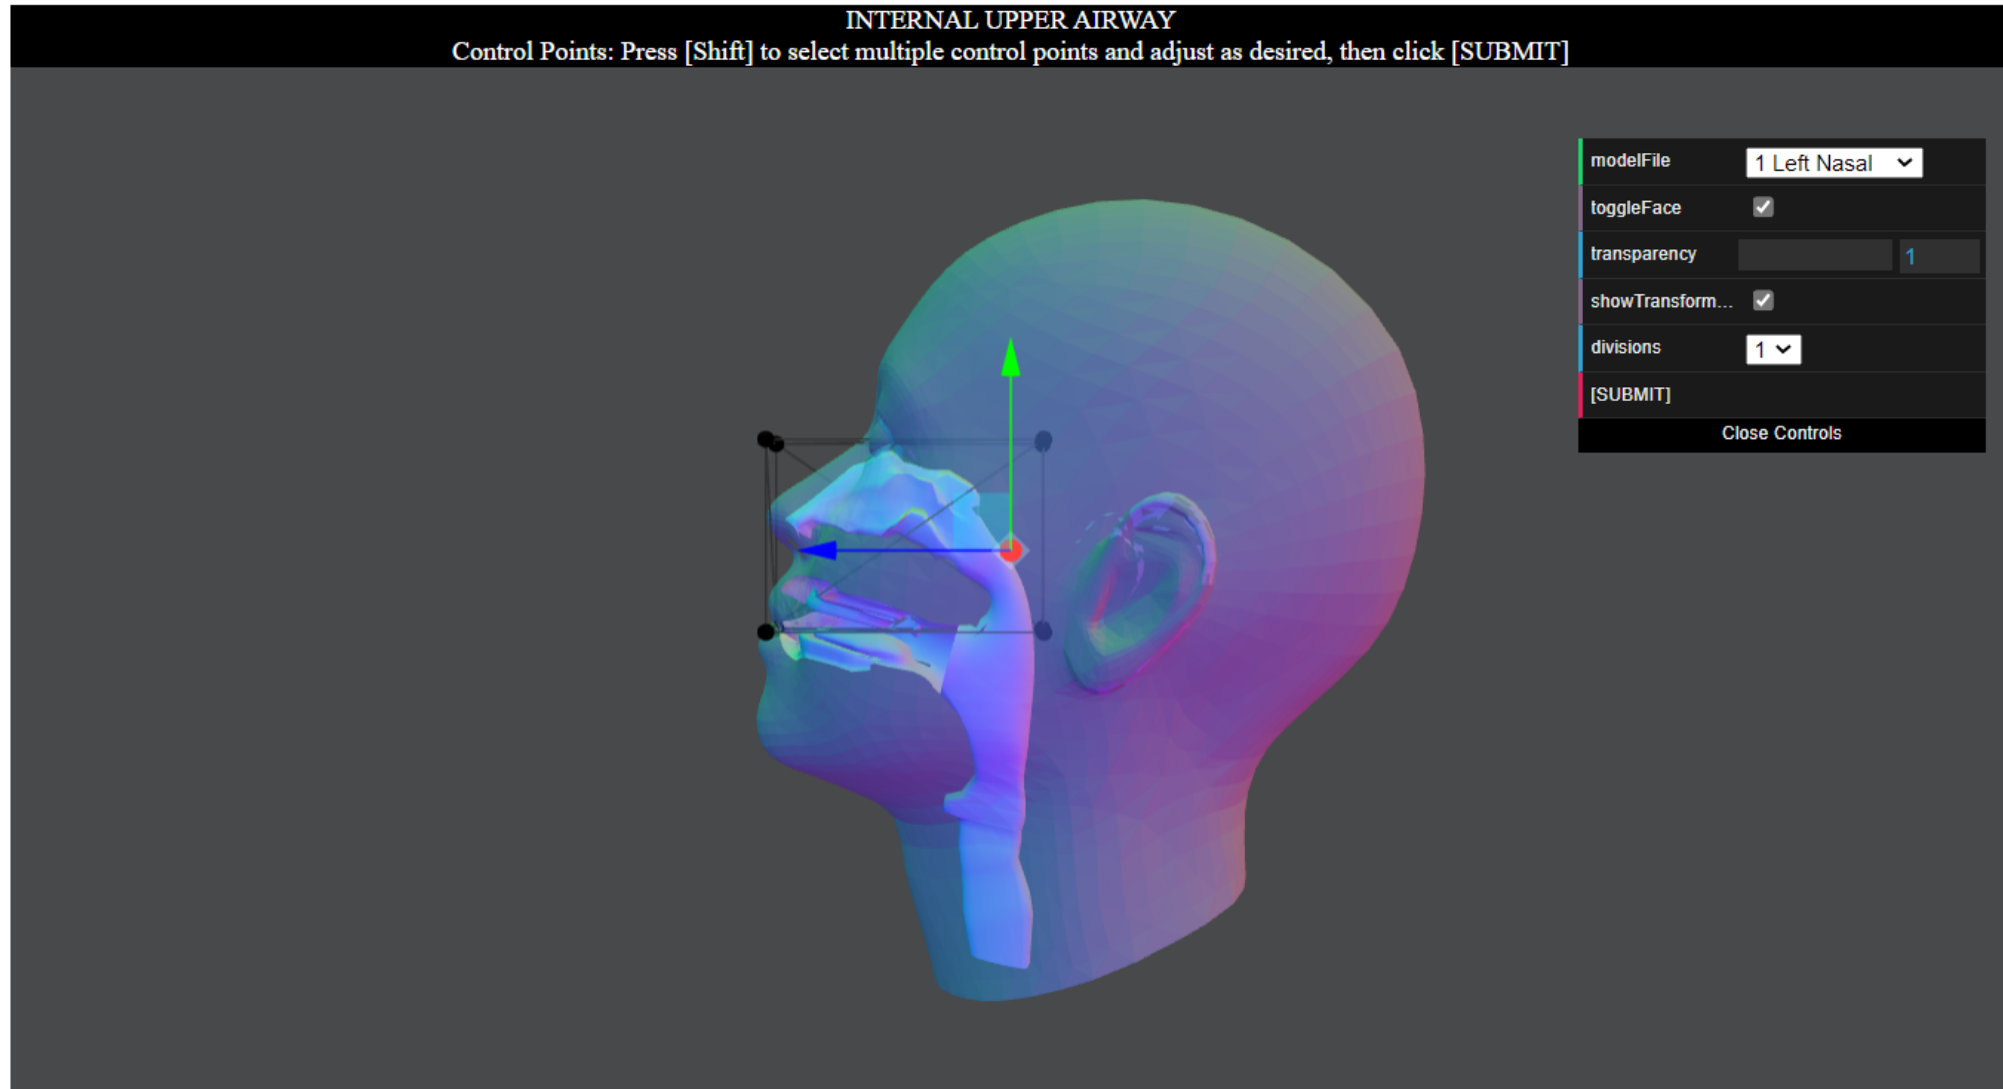 INTERNAL UPPER AIRWAY
Control Points: Press [Shift] to select multiple control points and adjust as desired, then click [SUBMIT]
modelFile 1 Left Nasal
toggleFace
transparency 1
showTransform...
divisions 1
[SUBMIT]
Close Controls